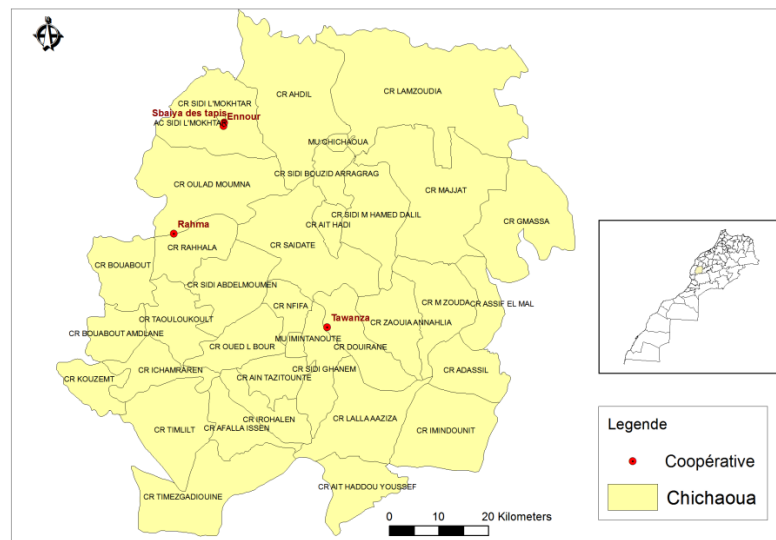 CR SIDI L'MOKHTAR
CR AHDIL
CR LAMZOUDIA
Sbaiya des tapis
Ennour
AC SIDI L'MOKHTAR
MU CHICHAOUA
CR SIDI BOUZID ARRAGRAG
CR OULAD MOUMNA
CR MAJJAT
CR SIDI M HAMED DALIL
CR GMASSA
Rahma
CR AIT HADI
CR RAHHALA
CR SAIDATE
CR BOUABOUT
CR SIDI ABDELMOUMEN
CR NFIFA
CR M ZOUDA
CR ASSIF EL MAL
CR TAOULOUKOULT
Tawanza
CR ZAOUIA ANNAHLIA
CR BOUABOUT AMDLANE
MU IMINTANOUTE
CR OUED L BOUR
CR DOUIRANE
CR ICHAMRAREN
CR SIDI GHANEM
CR ADASSIL
CR KOUZEMT
CR AIN TAZITOUNTE
CR IROHALEN
CR LALLA AAZIZA
CR TIMLILT
CR AFALLA ISSEN
CR IMINDOUNIT
CR AIT HADDOU YOUSSEF
CR TIMEZGADIOUINE
0 10 20 Kilometers
Legende
Coopérative
Chichaoua